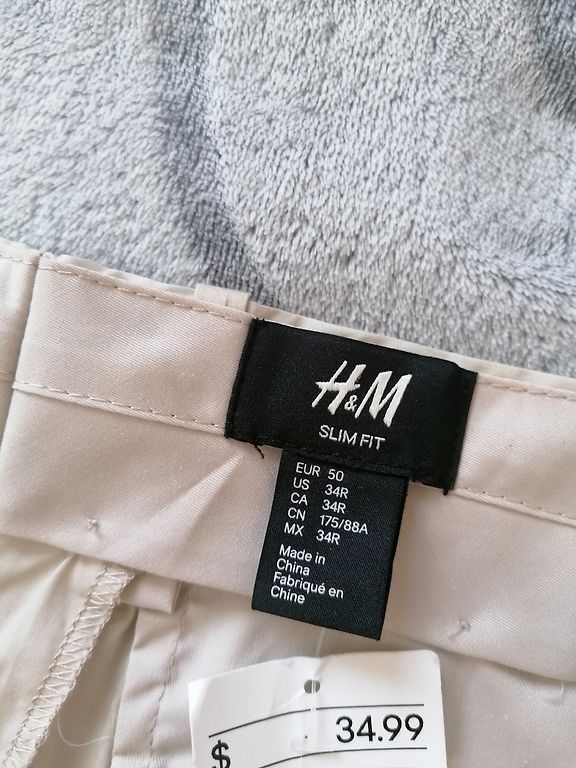 H&M
SLIM FIT
EUR 50
US 34R
CA 34R
CN 175/88A
MX 34R
Made in
China
Fabriqué en
Chine
34.99
$